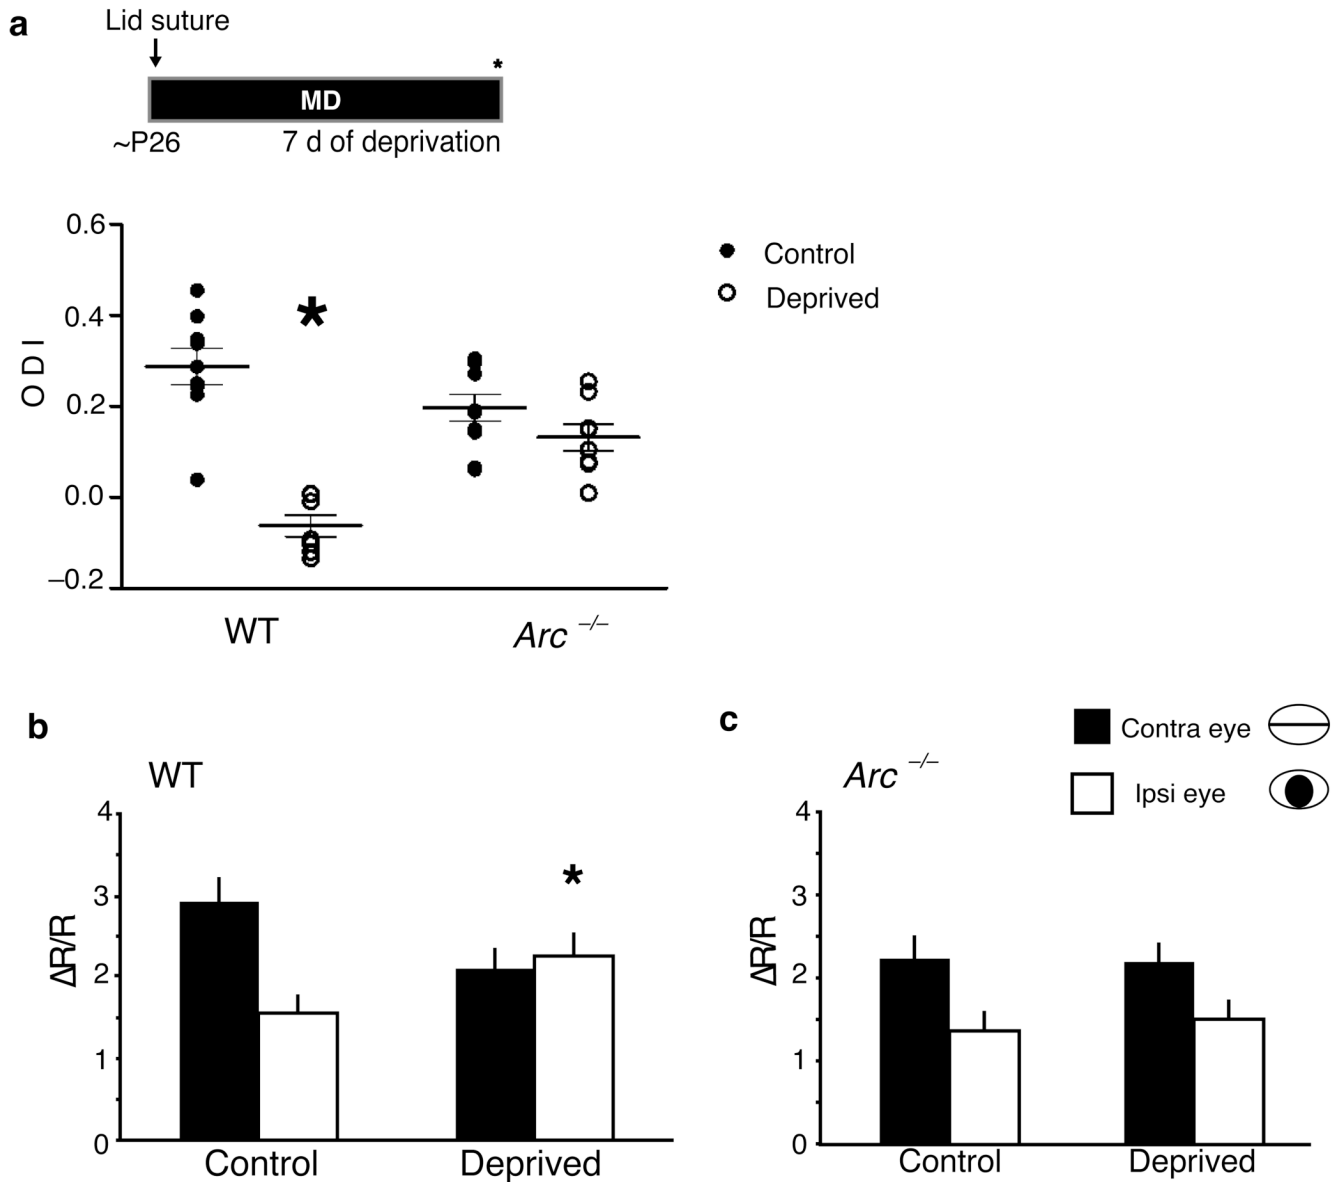 a
Lid suture
*
MD
~P26 7 d of deprivation
0.6
0.4
0.2
0.0
–0.2
O D I
*
Control
Deprived
WT
Arc –/–
b
WT
4
3
2
1
0
ΔR/R
*
Control
Deprived
c
Arc –/–
Contra eye
Ipsi eye
4
3
2
1
0
ΔR/R
Control
Deprived